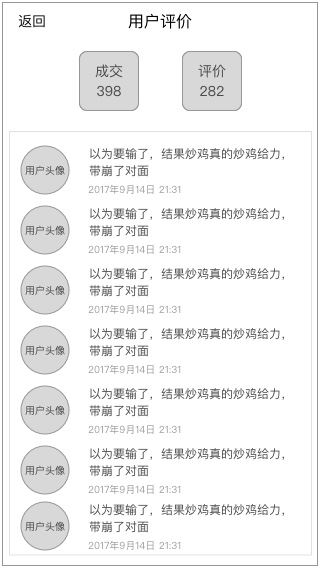 返回
用户评价
成交
398
评价
282
用户头像
以为要输了，结果炒鸡真的炒鸡给力，
带崩了对面
2017年9月14日 21:31
用户头像
以为要输了，结果炒鸡真的炒鸡给力，
带崩了对面
2017年9月14日 21:31
用户头像
以为要输了，结果炒鸡真的炒鸡给力，
带崩了对面
2017年9月14日 21:31
用户头像
以为要输了，结果炒鸡真的炒鸡给力，
带崩了对面
2017年9月14日 21:31
用户头像
以为要输了，结果炒鸡真的炒鸡给力，
带崩了对面
2017年9月14日 21:31
用户头像
以为要输了，结果炒鸡真的炒鸡给力，
带崩了对面
2017年9月14日 21:31
用户头像
以为要输了，结果炒鸡真的炒鸡给力，
带崩了对面
2017年9月14日 21:31